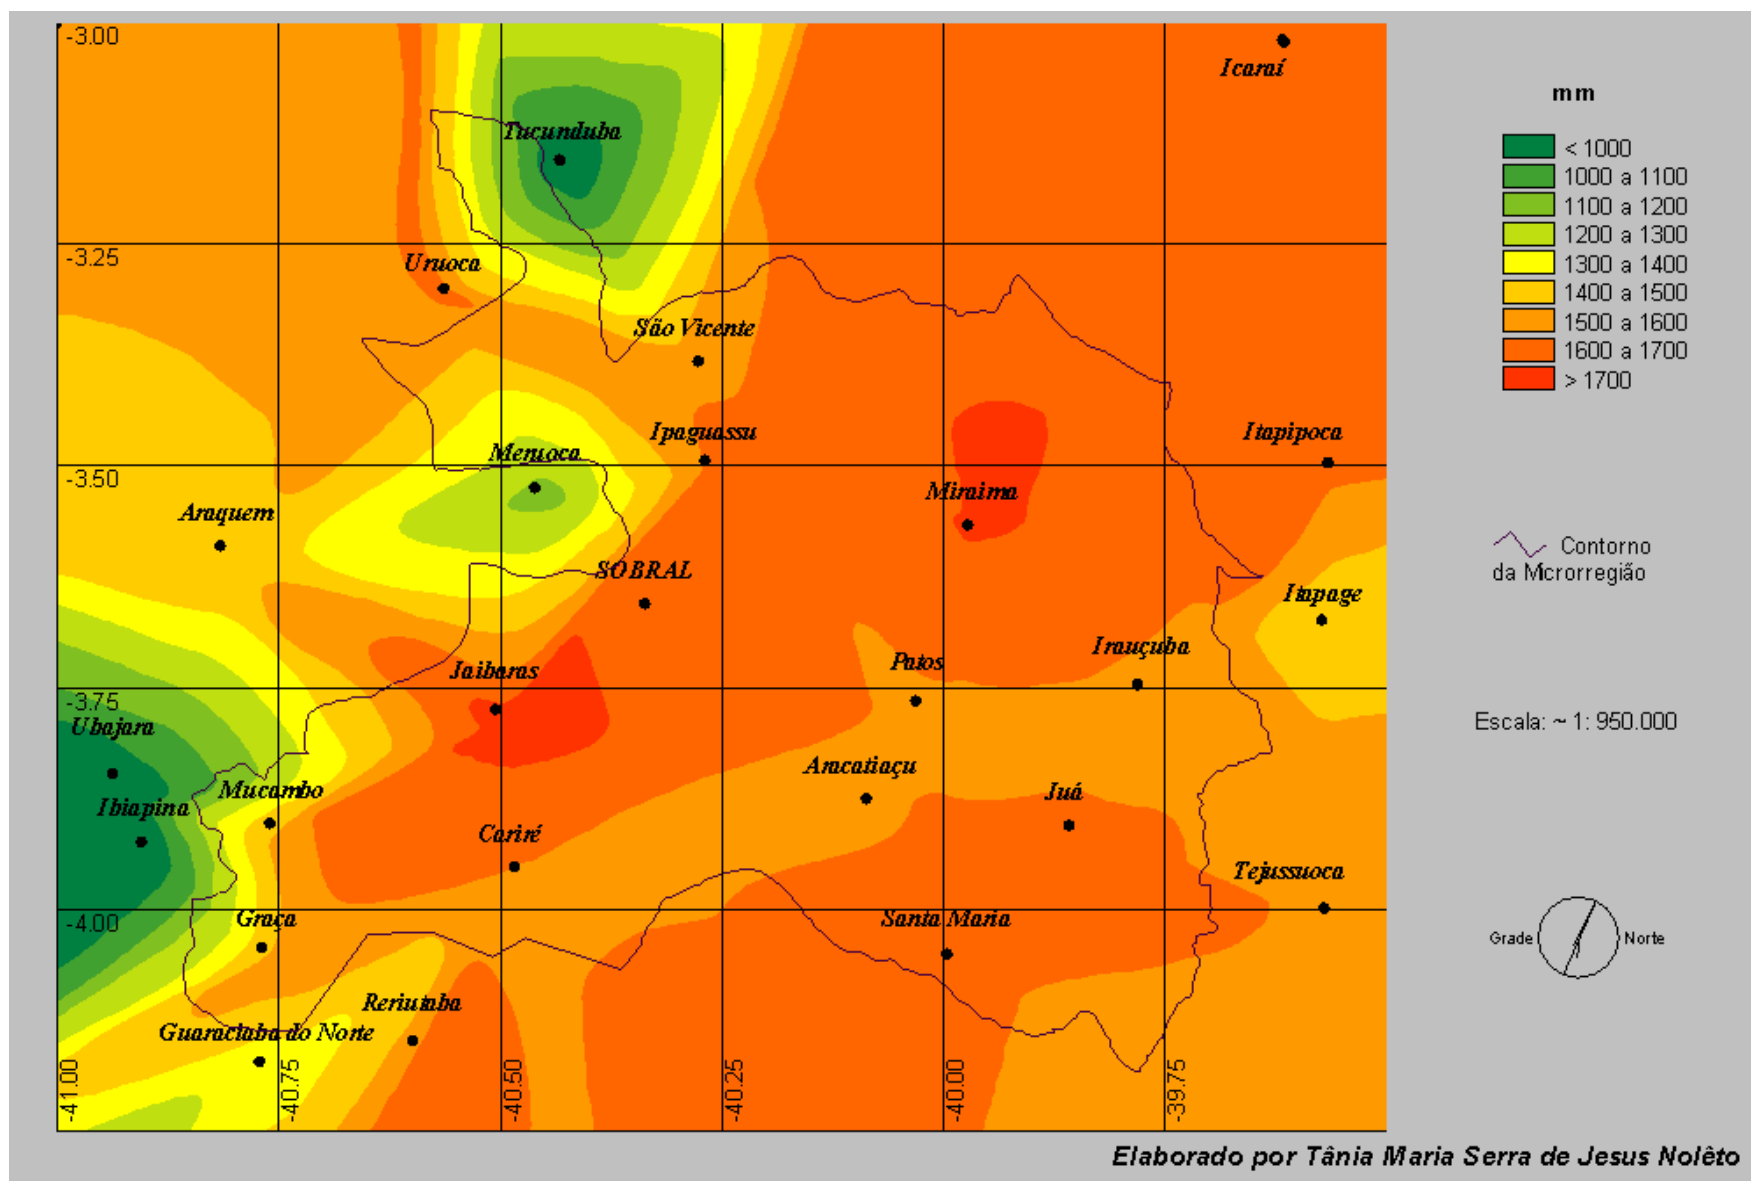 -3.00
Icaraí
mm
Tucunduba
< 1000
1000 a 1100
1100 a 1200
1200 a 1300
1300 a 1400
1400 a 1500
1500 a 1600
1600 a 1700
> 1700
-3.25
Uruoca
São Vicente
Ipaguassu
Itapipoca
Meruoca
-3.50
Miraima
Araquem
Contorno
da Microrregião
SOBRAL
Itapage
Irauçuba
Patos
Jaibaras
-3.75
Ubajara
Escala: ~ 1: 950.000
Aracatiaçu
Mucambo
Juá
Ibiapina
Cariré
Tejussuoca
-4.00
Graça
Santa Maria
Grade
Norte
Reriutaba
Guaraciaba do Norte
-41.00
-40.75
-40.50
-40.25
-40.00
-39.75
Elaborado por Tânia Maria Serra de Jesus Nolêto